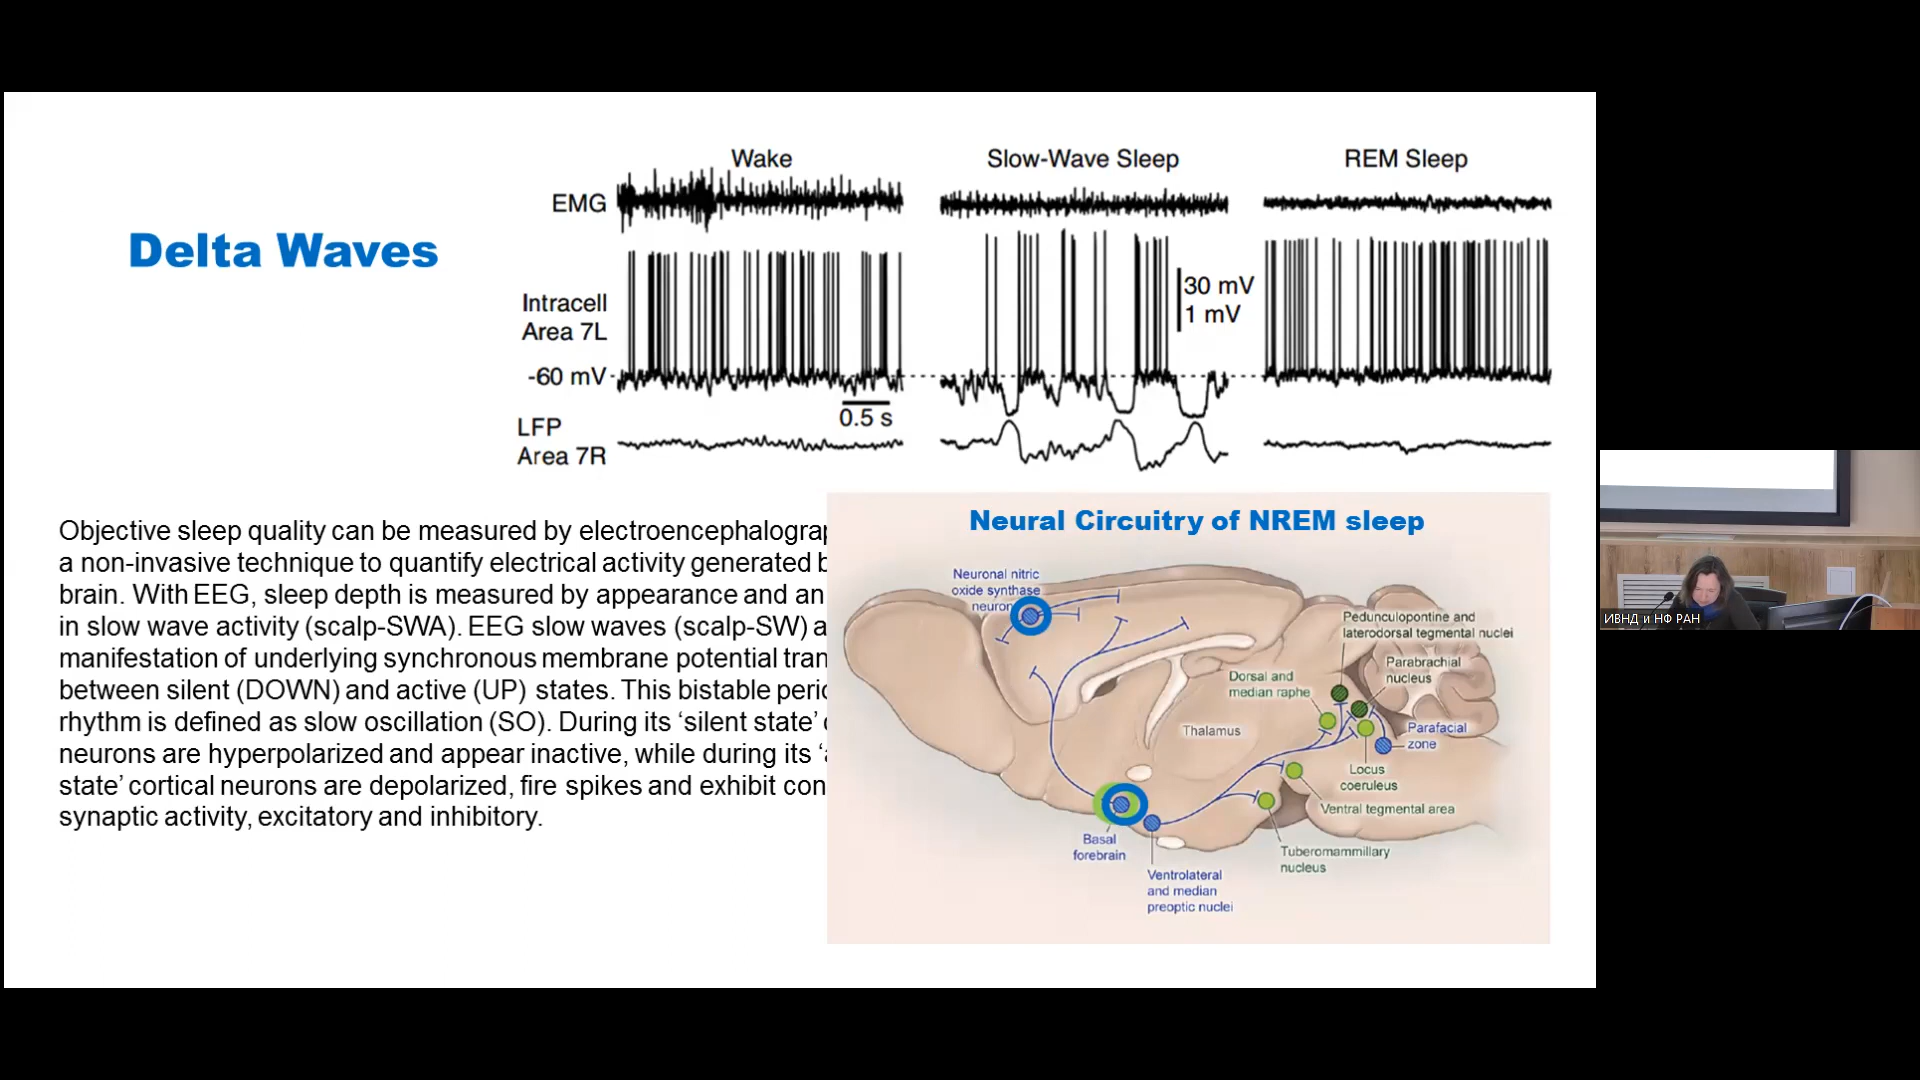 Delta Waves
Wake
Slow-Wave Sleep
REM Sleep
EMG
Intracell
Area 7L
30 mV
1 mV
-60 mV
0.5 s
LFP
Area 7R
Objective sleep quality can be measured by
a non-invasive technique to quantify electrical activity generated
brain. With EEG, sleep depth is measured by appearance and
in slow wave activity (scalp-SWA). EEG slow waves (scalp-SW)
manifestation of underlying synchronous membrane potential
between silent (DOWN) and active (UP) states. This bistable
rhythm is defined as slow oscillation (SO). During its ‘silent state’
neurons are hyperpolarized and appear inactive, while during its
state’ cortical neurons are depolarized, fire spikes and exhibit
synaptic activity, excitatory and inhibitory.
Neural Circuitry of NREM sleep
Neuronal nitric
oxide synthase
Pedunculopontine and
laterodorsal tegmental nuclei
Parabrachial
nucleus
Dorsal and
median raphe
Thalamus
Parafacial
zone
Locus
coeruleus
Ventral tegmental area
Basal
forebrain
Tuberomammillary
nucleus
Ventrolateral
and median
preoptic nuclei
ИВНД и НФ РАН